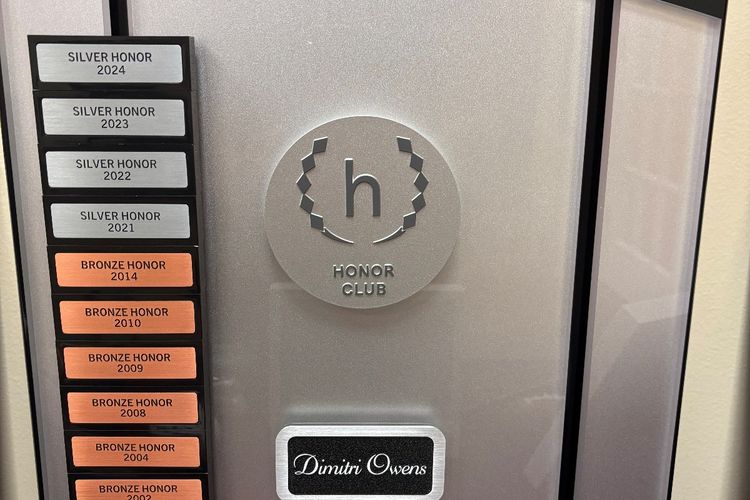 SILVER HONOR
2024
SILVER HONOR
2023
SILVER HONOR
2022
SILVER HONOR
2021
BRONZE HONOR
2014
BRONZE HONOR
2010
BRONZE HONOR
2009
BRONZE HONOR
2008
BRONZE HONOR
2004
BRONZE HONOR
2002
h
HONOR
CLUB
Dimitri Owens